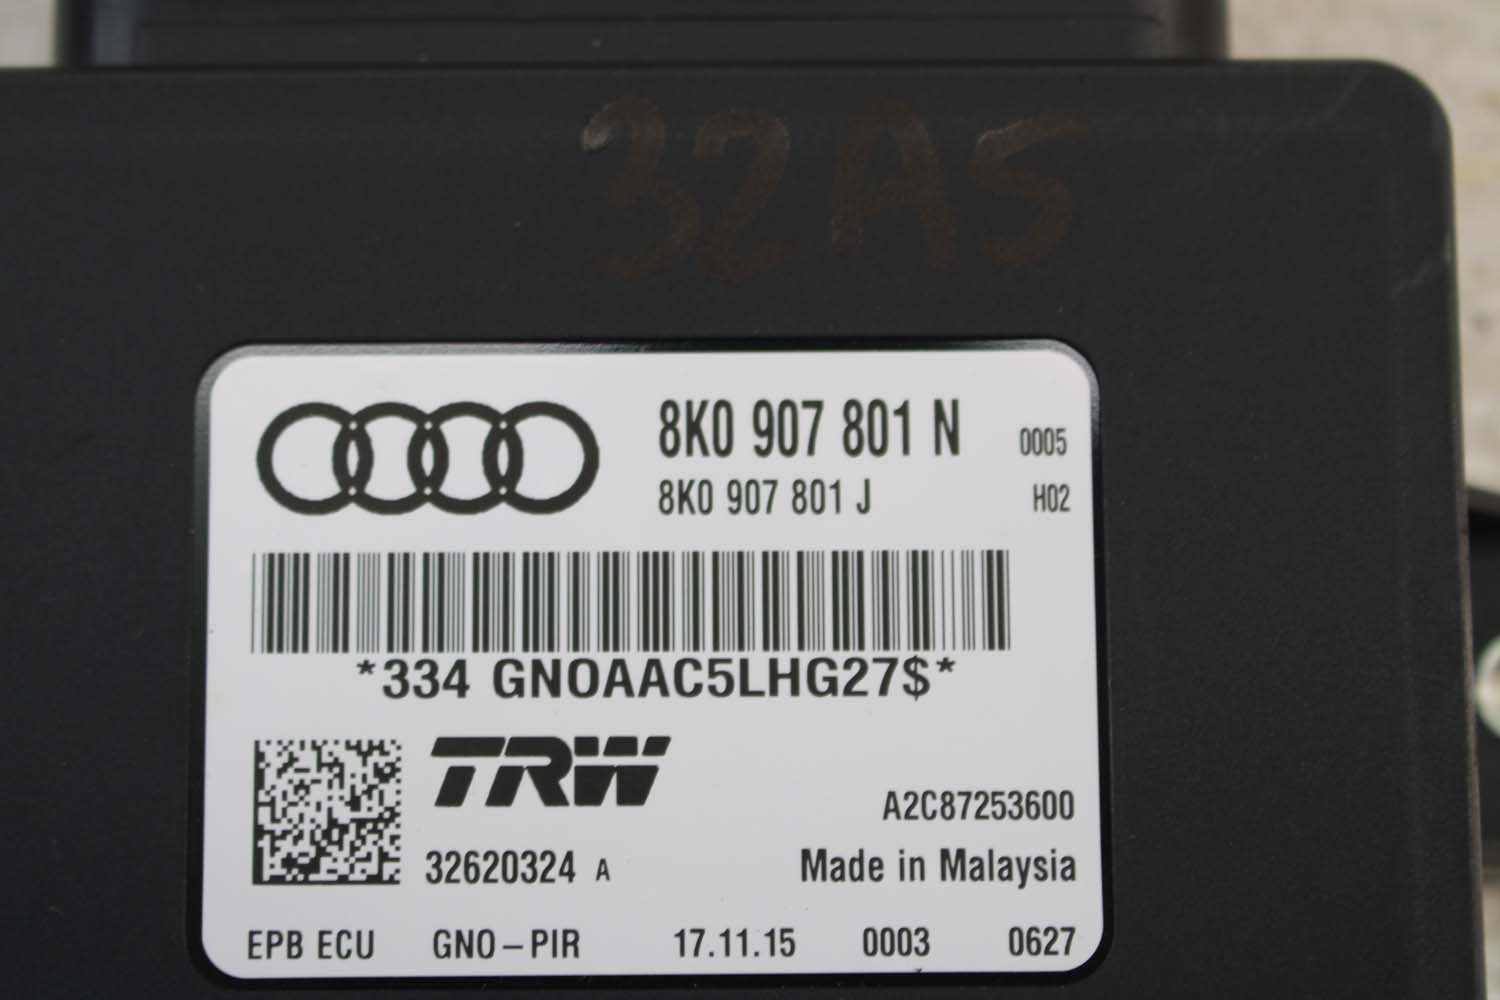 32A5
8K0 907 801 N 0005
8K0 907 801 J H02
*334 GNOAAC5LHG27$*
TRW
A2C87253600
32620324 A Made in Malaysia
EPB ECU GNO-PIR 17.11.15 0003 0627